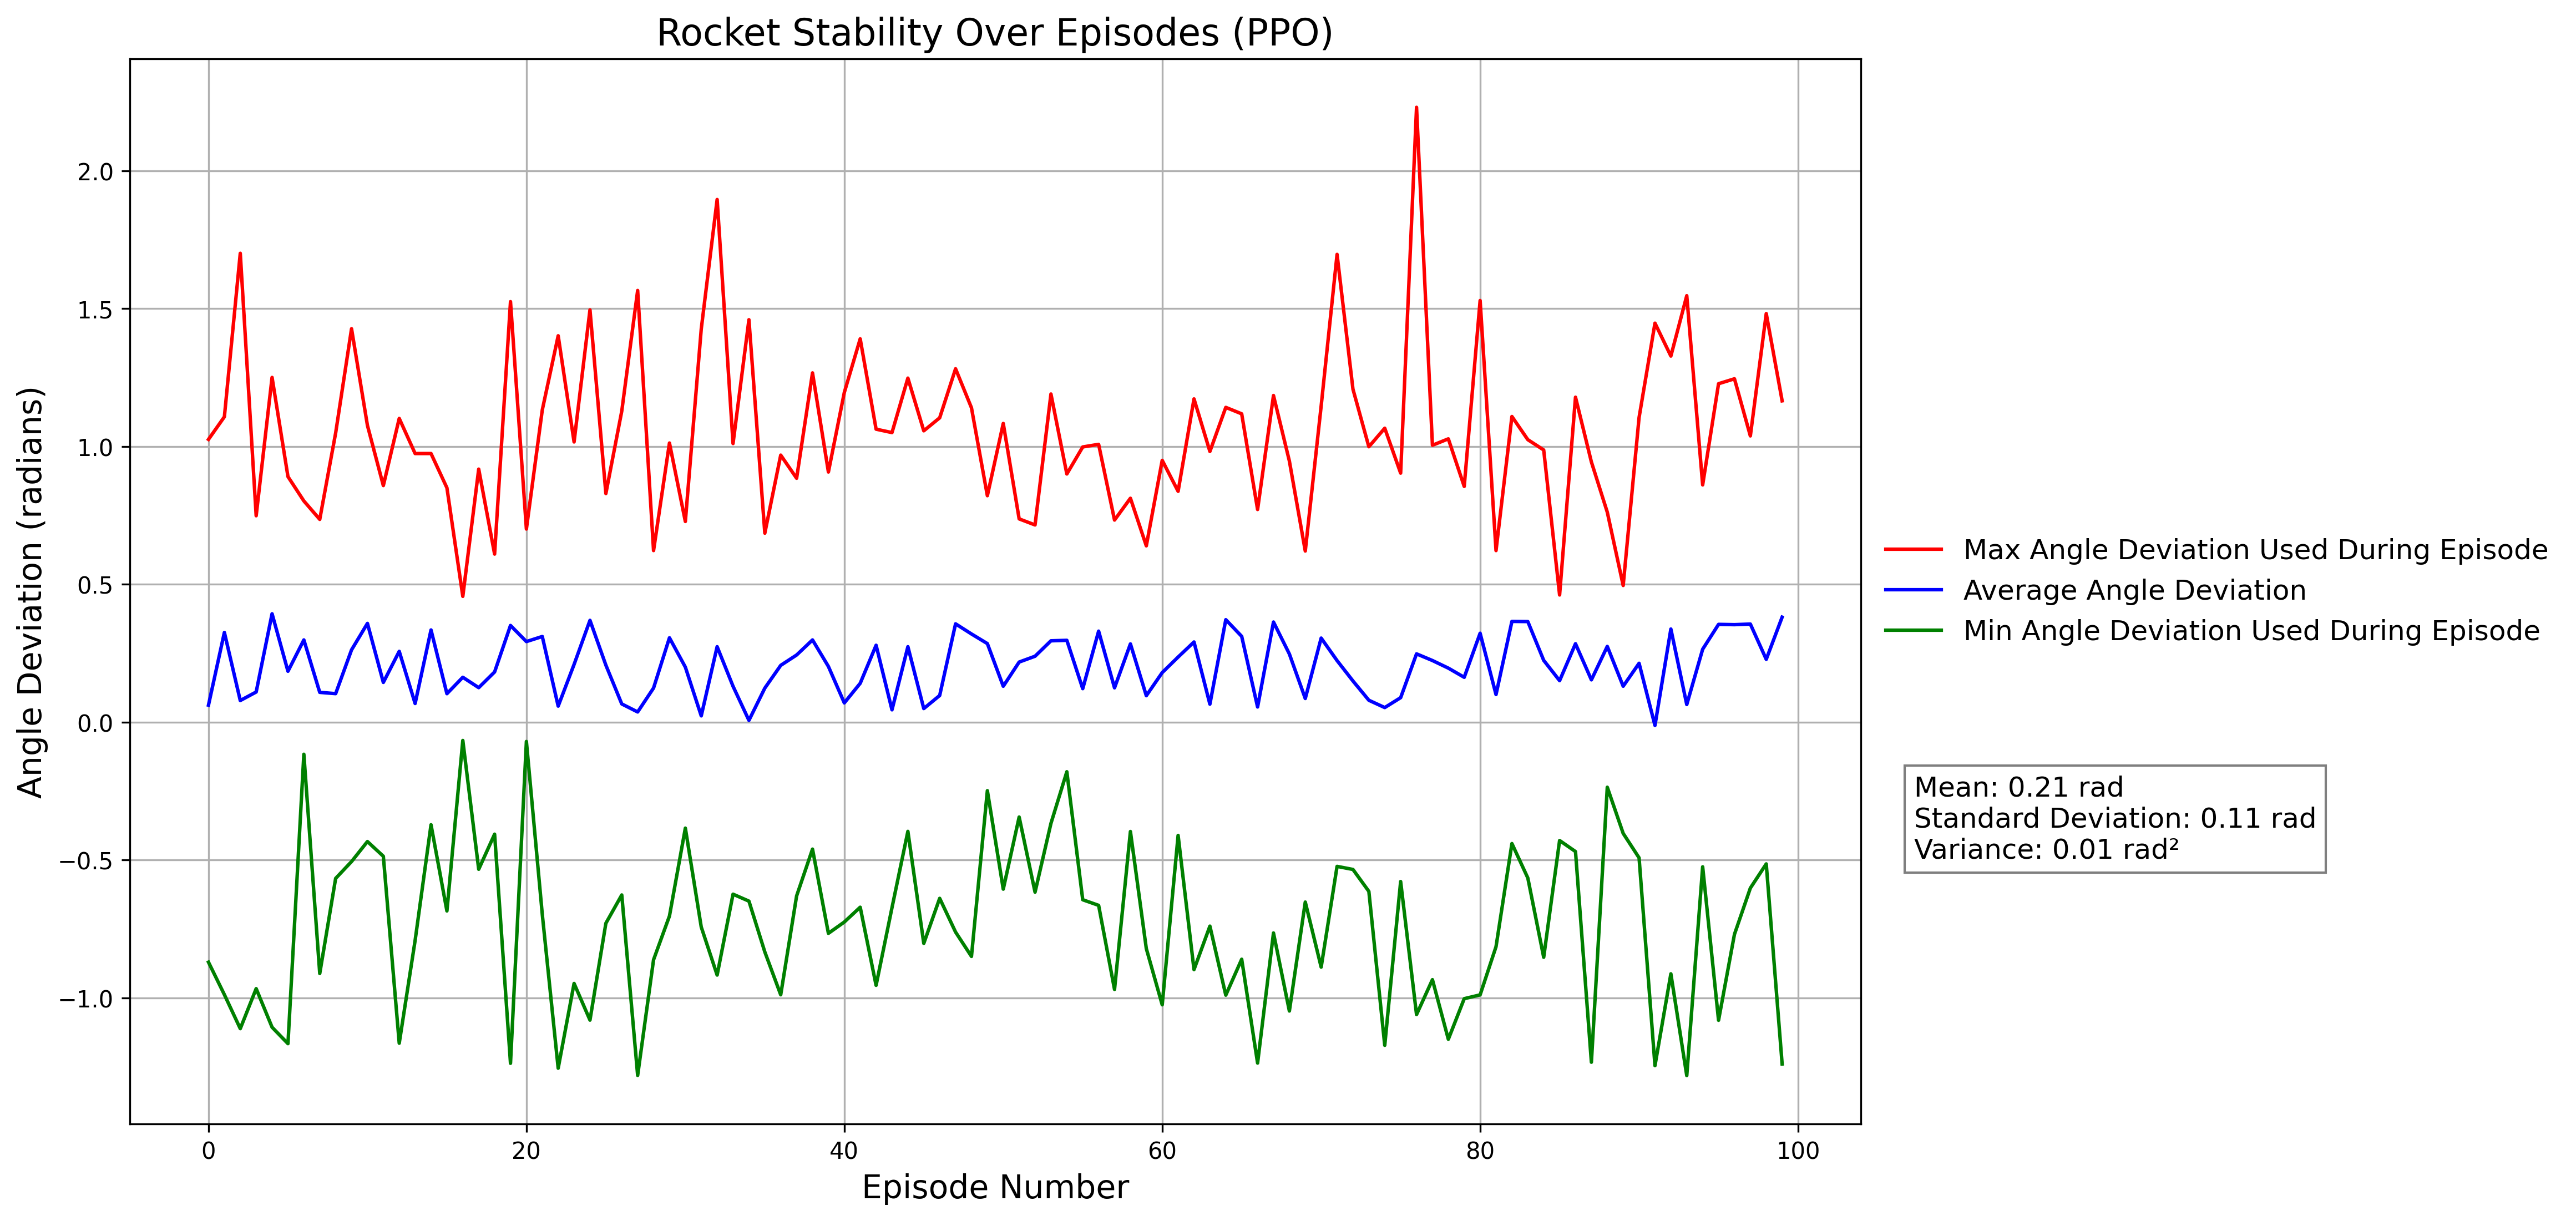 Rocket Stability Over Episodes (PPO)
Angle Deviation (radians)
2.0
1.5
1.0
0.5
0.0
−0.5
−1.0
0 20 40 60 80 100
Episode Number
Max Angle Deviation Used During Episode
Average Angle Deviation
Min Angle Deviation Used During Episode
Mean: 0.21 rad
Standard Deviation: 0.11 rad
Variance: 0.01 rad²